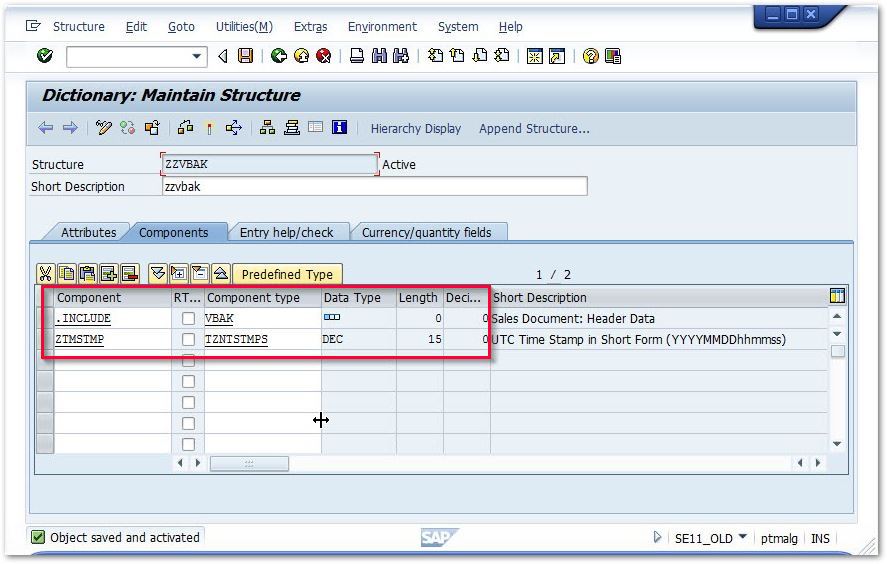 Structure Edit Goto Utilities(M) Extras Environment System Help
Dictionary: Maintain Structure
Hierarchy Display Append Structure...
Structure ZZVBAK Active
Short Description zzvbak
Attributes Components Entry help/check Currency/quantity fields
Predefined Type 1 / 2
Component RT... Component type Data Type Length Deci... Short Description
.INCLUDE VBAK 0 0 Sales Document: Header Data
ZTMSTMP TZNTSTMPS DEC 15 0 UTC Time Stamp in Short Form (YYYYMMDDhhmmss)
Object saved and activated SAP SE11_OLD ptmalg INS